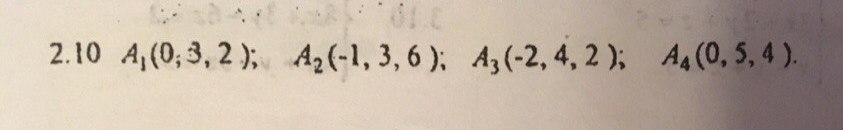 2.10 A₁(0; 3, 2 ); A₂(-1, 3, 6 ); A₃(-2, 4, 2 ); A₄(0, 5, 4 ).